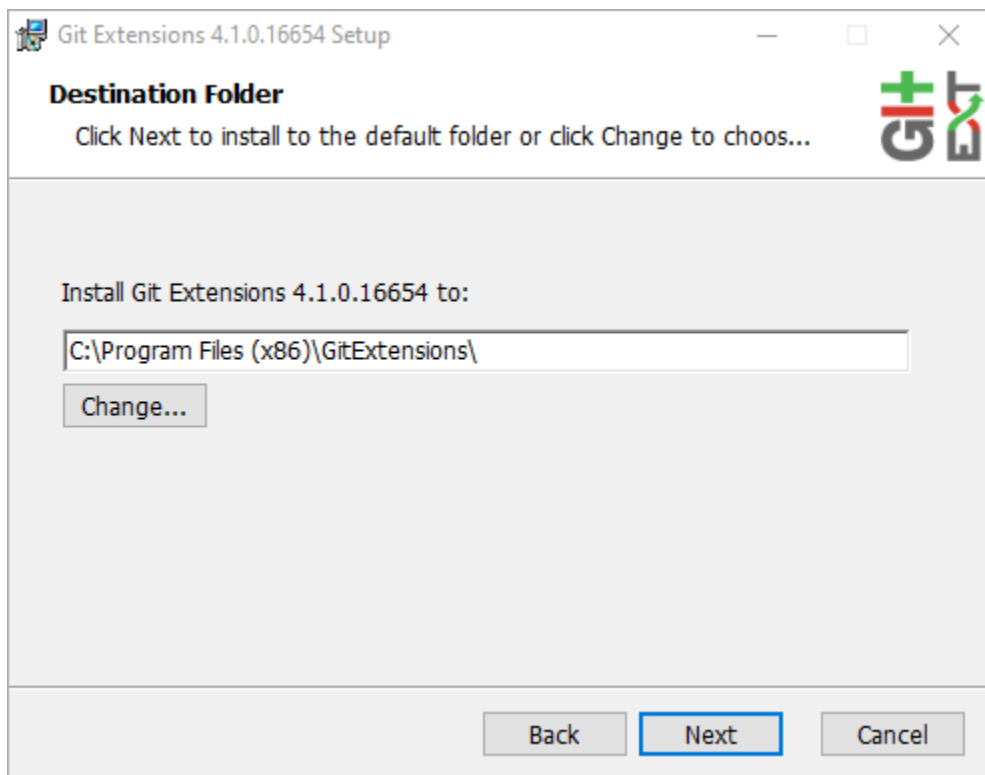 Git Extensions 4.1.0.16654 Setup
Destination Folder
Click Next to install to the default folder or click Change to choos...
Git
EXT
Install Git Extensions 4.1.0.16654 to:
C:\Program Files (x86)\GitExtensions\
Change...
Back
Next
Cancel